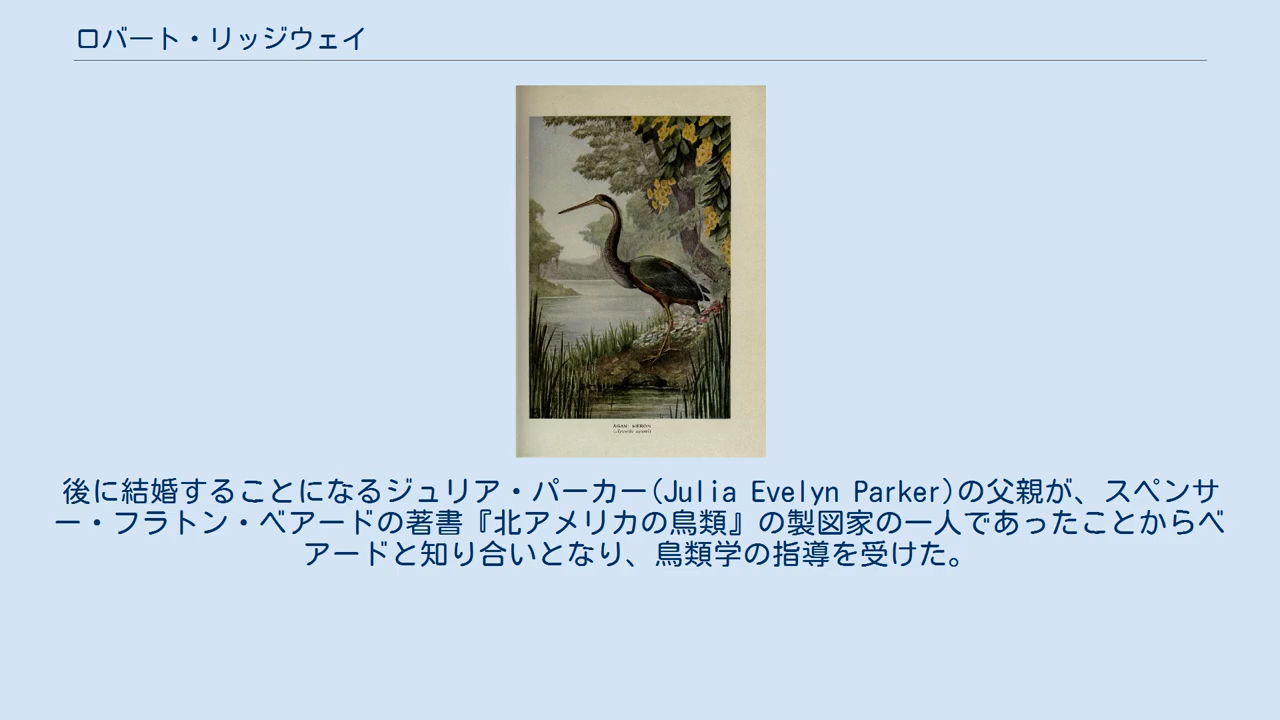 ロバート・リッジウェイ
AGAMI HERON
後に結婚することになるジュリア・パーカー(Julia Evelyn Parker)の父親が、スペンサ
ー・フラトン・ベアードの著書『北アメリカの鳥類』の製図家の一人であったことからベ
アードと知り合いとなり、鳥類学の指導を受けた。